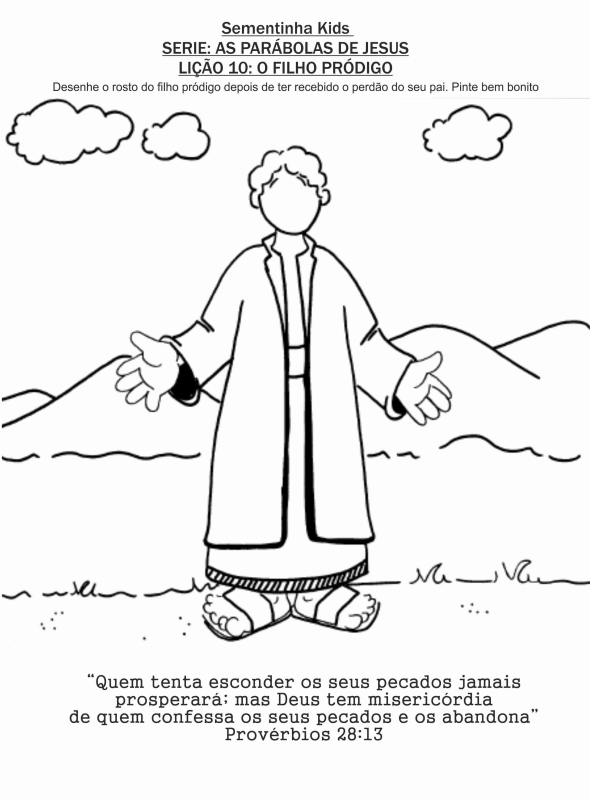 Sementinha Kids
SERIE: AS PARÁBOLAS DE JESUS
LIÇÃO 10: O FILHO PRÓDIGO
Desenhe o rosto do filho pródigo depois de ter recebido o perdão do seu pai. Pinte bem bonito
“Quem tenta esconder os seus pecados jamais
prosperará; mas Deus tem misericórdia
de quem confessa os seus pecados e os abandona”
Provérbios 28:13